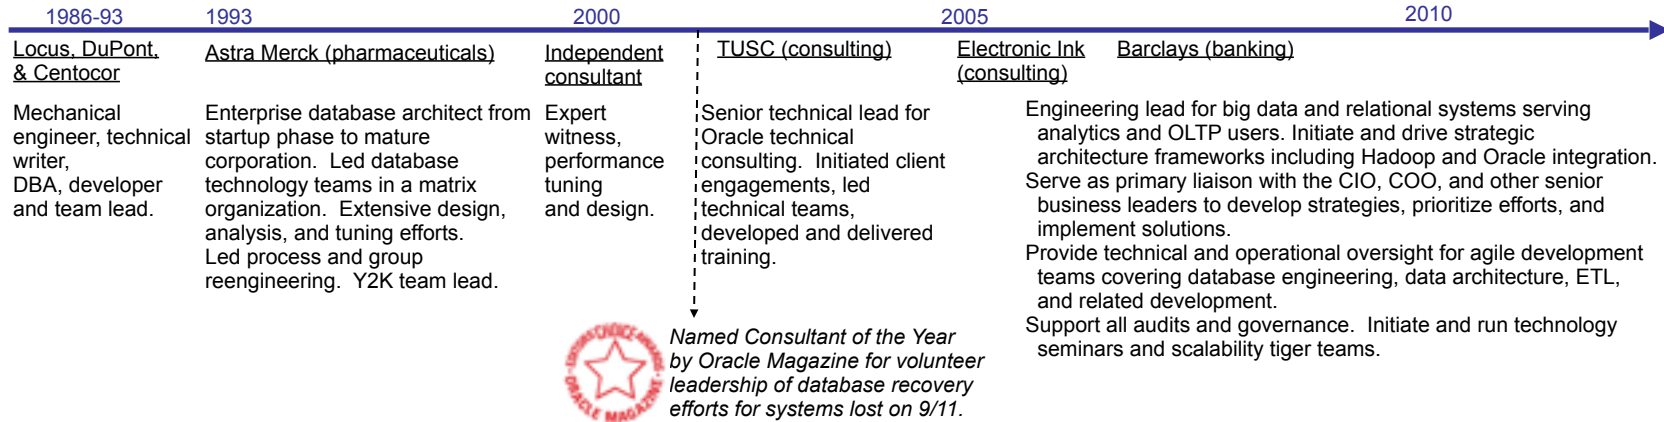 1986-93
1993
2000
2005
2010
Locus, DuPont,
& Centocor
Mechanical
engineer, technical
writer,
DBA, developer
and team lead.
Astra Merck (pharmaceuticals)
Enterprise database architect from
startup phase to mature
corporation.  Led database
technology teams in a matrix
organization.  Extensive design,
analysis, and tuning efforts.
Led process and group
reengineering.  Y2K team lead.
Independent
consultant
Expert
witness,
performance
tuning
and design.
TUSC (consulting)
Senior technical lead for
Oracle technical
consulting.  Initiated client
engagements, led
technical teams,
developed and delivered
training.
Electronic Ink
(consulting)
Barclays (banking)
Engineering lead for big data and relational systems serving
analytics and OLTP users. Initiate and drive strategic
architecture frameworks including Hadoop and Oracle integration.
Serve as primary liaison with the CIO, COO, and other senior
business leaders to develop strategies, prioritize efforts, and
implement solutions.
Provide technical and operational oversight for agile development
teams covering database engineering, data architecture, ETL,
and related development.
Support all audits and governance.  Initiate and run technology
seminars and scalability tiger teams.
EDITORS CHOICE AWARDS
ORACLE MAGAZINE
Named Consultant of the Year
by Oracle Magazine for volunteer
leadership of database recovery
efforts for systems lost on 9/11.